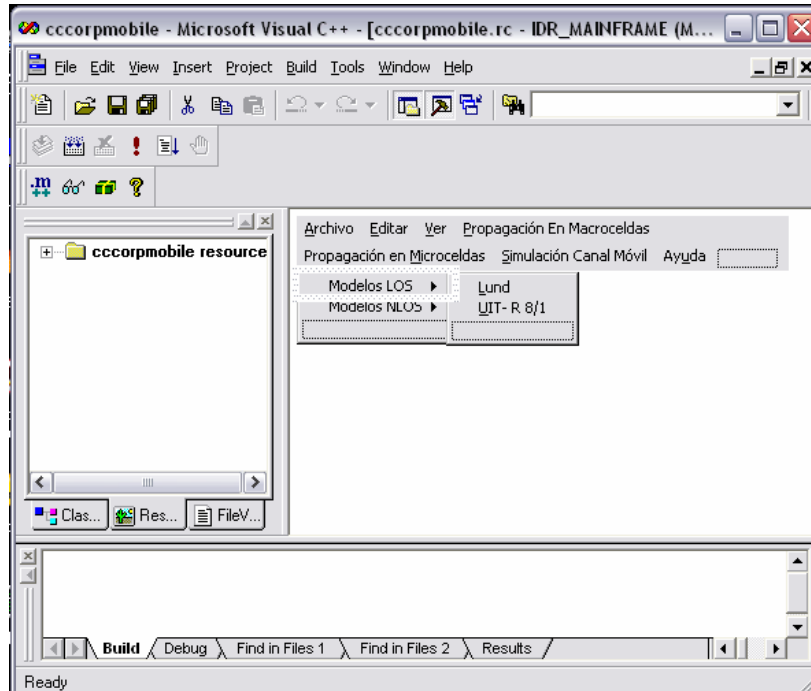 cccorpmobile - Microsoft Visual C++ - [cccorpmobile.rc - IDR_MAINFRAME (M...
File Edit View Insert Project Build Tools Window Help
cccorpmobile resource
Archivo Editar Ver Propagación En Macroceldas
Propagación en Microceldas Simulación Canal Móvil Ayuda
Modelos LOS Lund
Modelos NLOS UIT- R 8/1
Clas... Res... FileV...
Build Debug Find in Files 1 Find in Files 2 Results
Ready